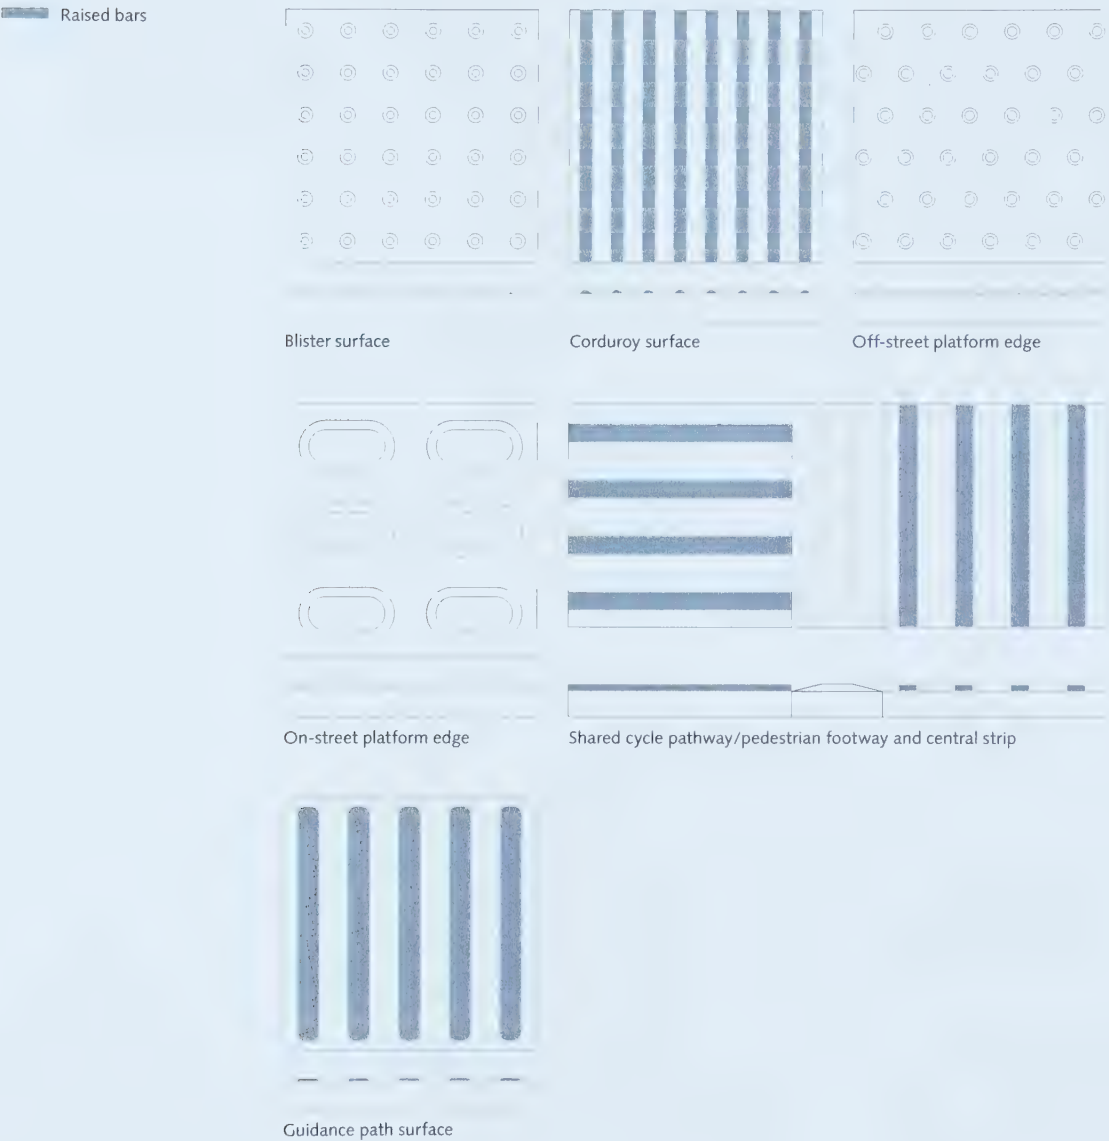 Raised bars
Blister surface
Corduroy surface
Off-street platform edge
On-street platform edge
Shared cycle pathway/pedestrian footway and central strip
Guidance path surface